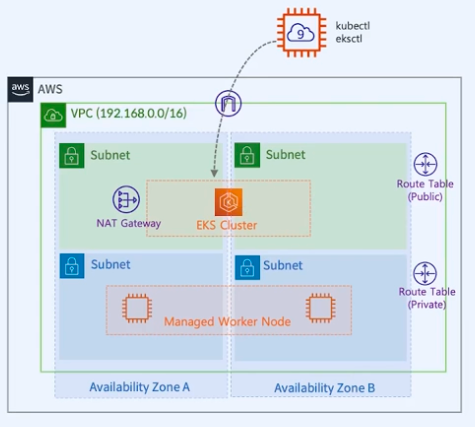 kubectl
eksctl
9
aws
AWS
VPC (192.168.0.0/16)
Subnet
Subnet
Route Table
(Public)
NAT Gateway
EKS Cluster
Subnet
Subnet
Route Table
(Private)
Managed Worker Node
Availability Zone A
Availability Zone B